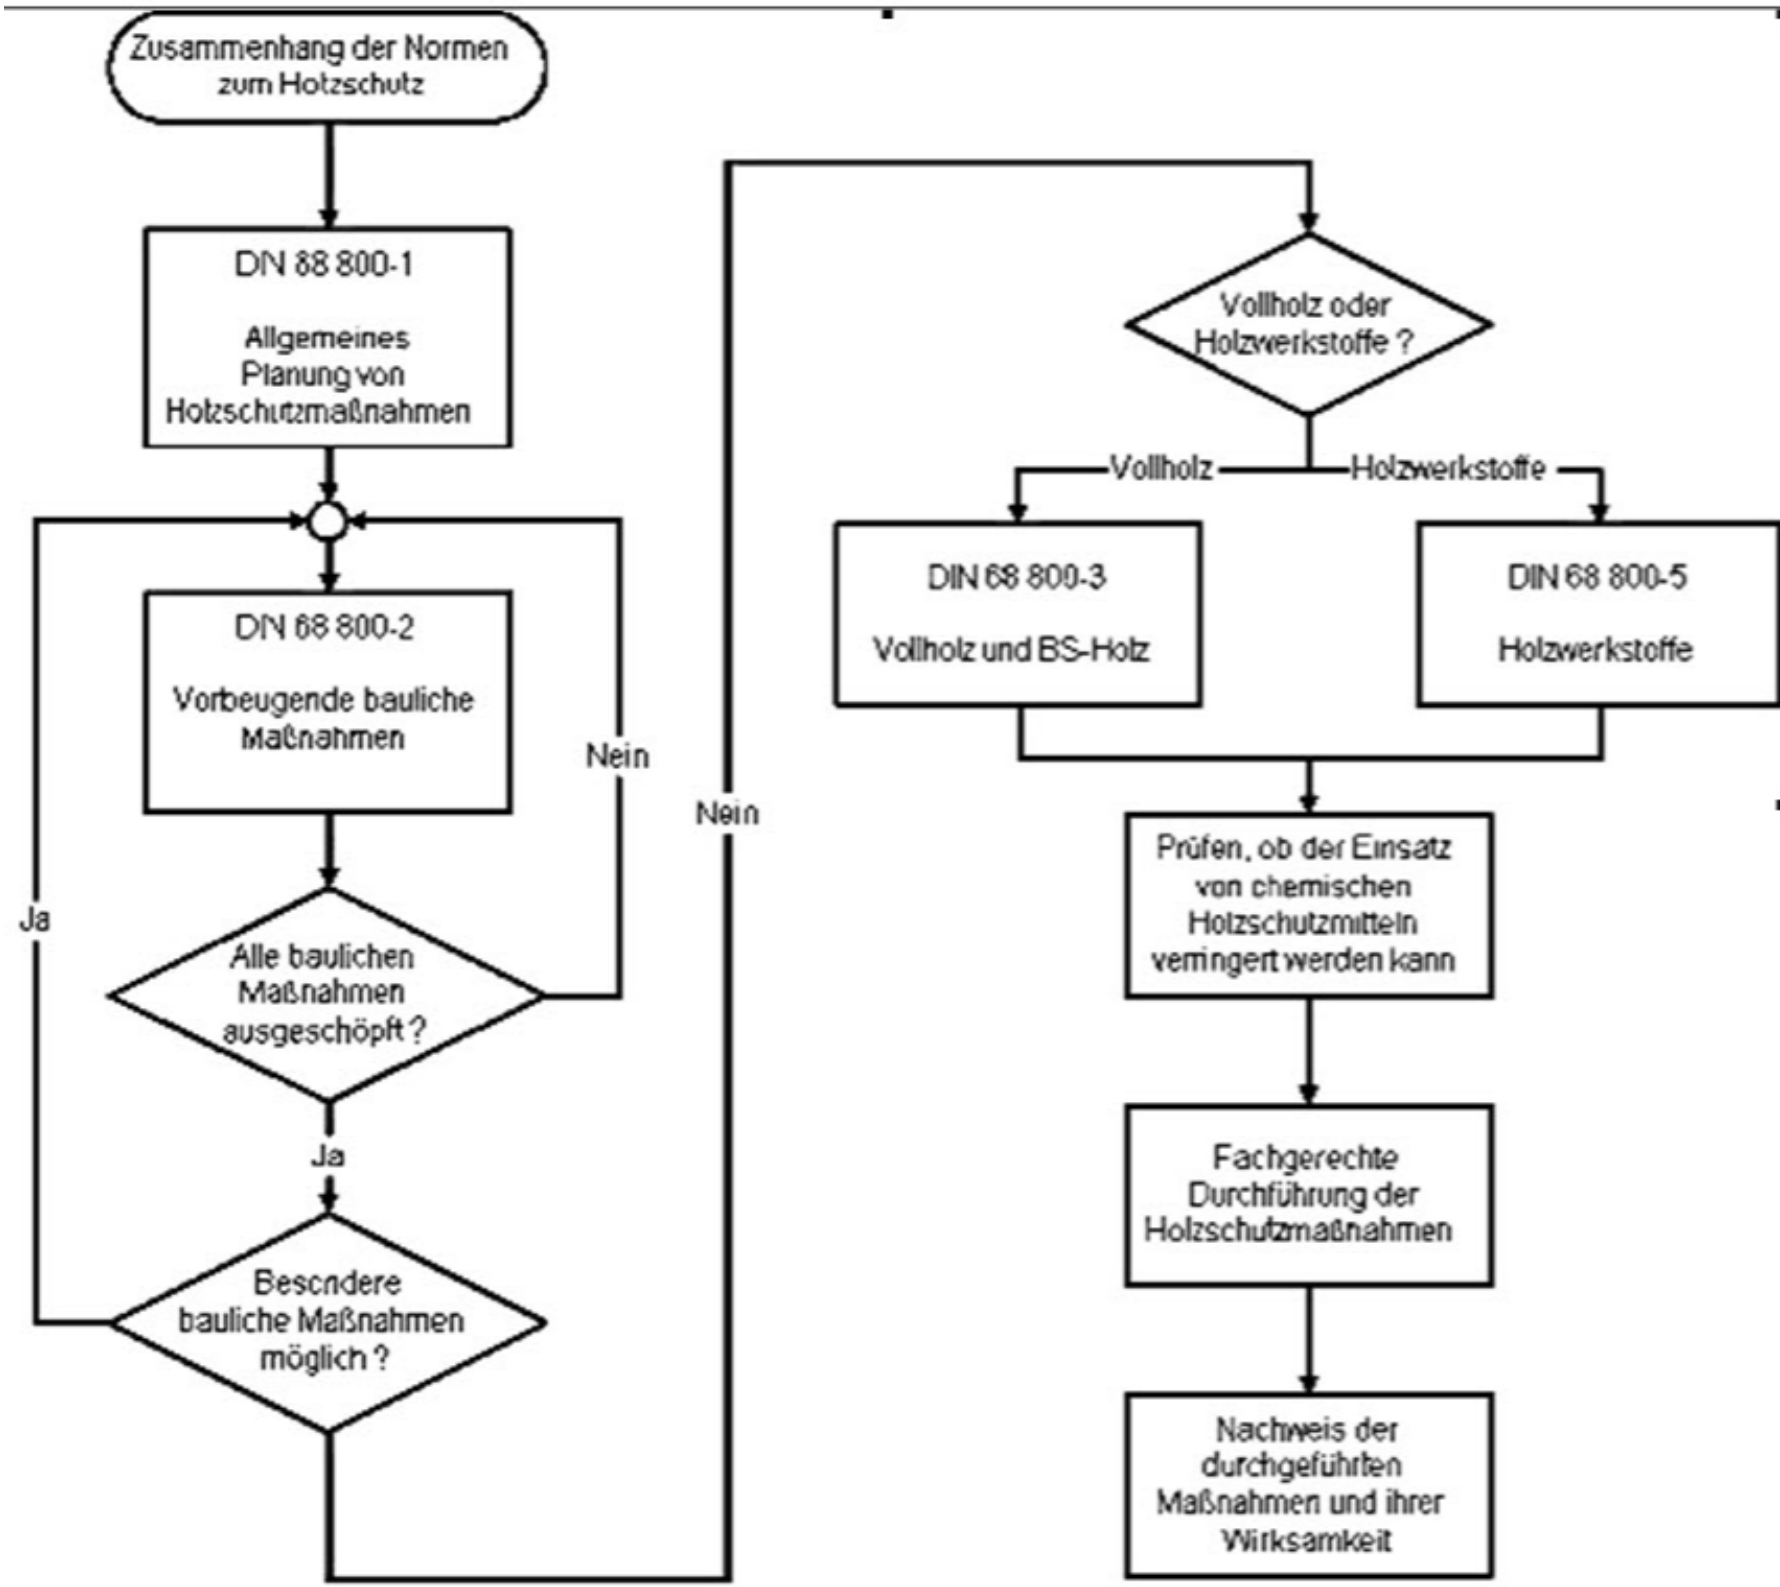 Zusammenhang der Normen
zum Holzschutz
DIN 68 800-1
Allgemeines
Planung von
Holzschutzmaßnahmen
DIN 68 800-2
Vorbeugende bauliche
Maßnahmen
Nein
Ja
Alle baulichen
Maßnahmen
ausgeschöpft ?
Ja
Besondere
bauliche Maßnahmen
möglich ?
Nein
Vollholz oder
Holzwerkstoffe ?
Vollholz
Holzwerkstoffe
DIN 68 800-3
Vollholz und BS-Holz
DIN 68 800-5
Holzwerkstoffe
Prüfen, ob der Einsatz
von chemischen
Holzschutzmitteln
verringert werden kann
Fachgerechte
Durchführung der
Holzschutzmaßnahmen
Nachweis der
durchgeführten
Maßnahmen und ihrer
Wirksamkeit